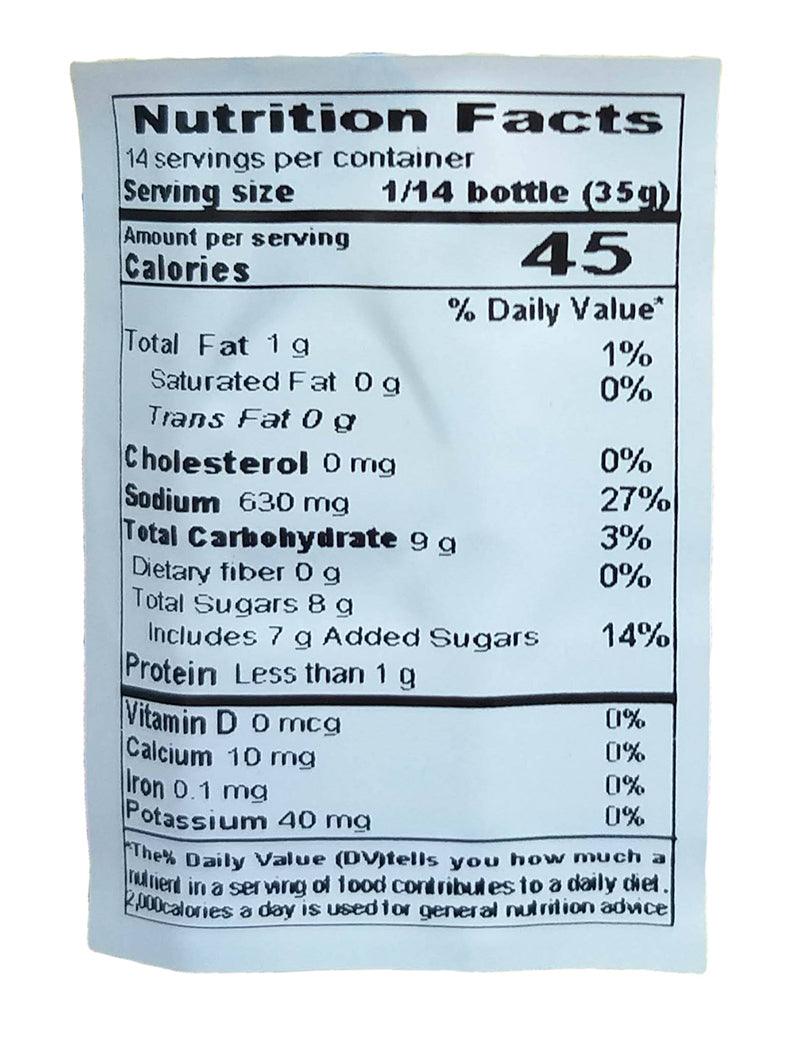 Nutrition Facts
14 servings per container
Serving size 1/14 bottle (35g)
Amount per serving
Calories 45
% Daily Value*
Total Fat 1 g 1%
Saturated Fat 0 g 0%
Trans Fat 0 g
Cholesterol 0 mg 0%
Sodium 630 mg 27%
Total Carbohydrate 9 g 3%
Dietary fiber 0 g 0%
Total Sugars 8 g
Includes 7 g Added Sugars 14%
Protein Less than 1 g
Vitamin D 0 mcg 0%
Calcium 10 mg 0%
Iron 0.1 mg 0%
Potassium 40 mg 0%
*The% Daily Value (DV)tells you how much a
nutrient in a serving of food contributes to a daily diet.
2,000calories a day is used for general nutrition advice